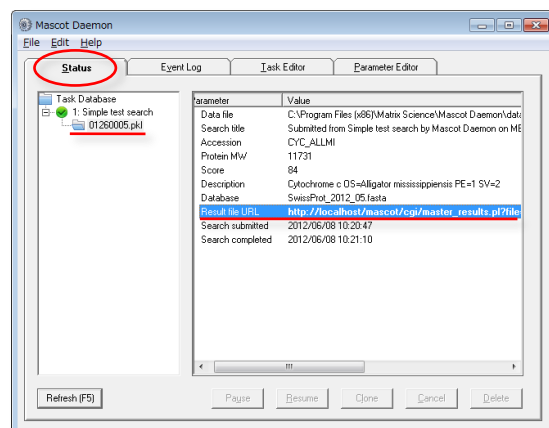 Mascot Daemon
File Edit Help
Status Event Log Task Editor Parameter Editor
Task Database
1: Simple test search
01260005.pkl
arameter Value
Data file C:\Program Files (x86)\Matrix Science\Mascot Daemon\data
Search title Submitted from Simple test search by Mascot Daemon on ME
Accession CYC_ALLMI
Protein MW 11731
Score 84
Description Cytochrome c OS=Alligator mississippiensis PE=1 SV=2
Database SwissProt_2012_05.fasta
Result file URL http://localhost/mascot/cgi/master_results.pl?file
Search submitted 2012/06/08 10:20:47
Search completed 2012/06/08 10:21:10
Refresh (F5) Pause Resume Clone Cancel Delete